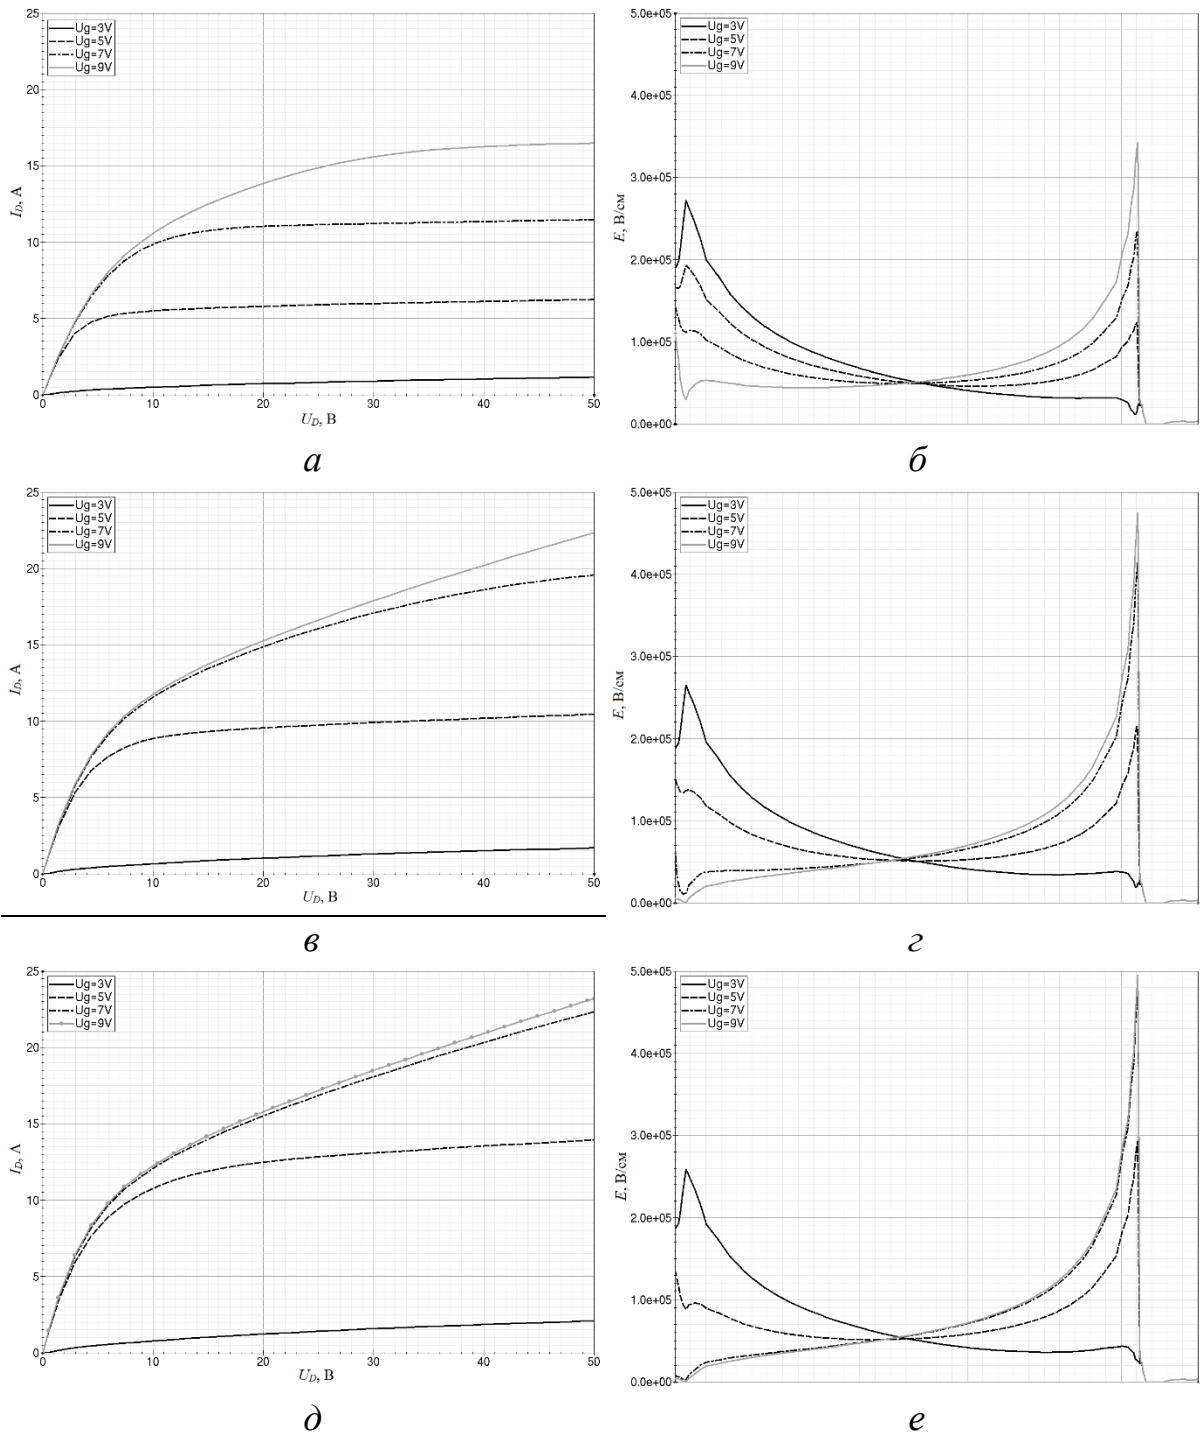 25
20
15
10
5
0
0
10
20
30
40
50
I_D, А
U_D, В
Ug=3V
Ug=5V
Ug=7V
Ug=9V
а
5.0e+05
4.0e+05
3.0e+05
2.0e+05
1.0e+05
0.0e+00
E, В/см
Ug=3V
Ug=5V
Ug=7V
Ug=9V
б
25
20
15
10
5
0
0
10
20
30
40
50
I_D, А
U_D, В
Ug=3V
Ug=5V
Ug=7V
Ug=9V
в
5.0e+05
4.0e+05
3.0e+05
2.0e+05
1.0e+05
0.0e+00
E, В/см
Ug=3V
Ug=5V
Ug=7V
Ug=9V
г
25
20
15
10
5
0
0
10
20
30
40
50
I_D, А
U_D, В
Ug=3V
Ug=5V
Ug=7V
Ug=9V
д
5.0e+05
4.0e+05
3.0e+05
2.0e+05
1.0e+05
0.0e+00
E, В/см
Ug=3V
Ug=5V
Ug=7V
Ug=9V
е